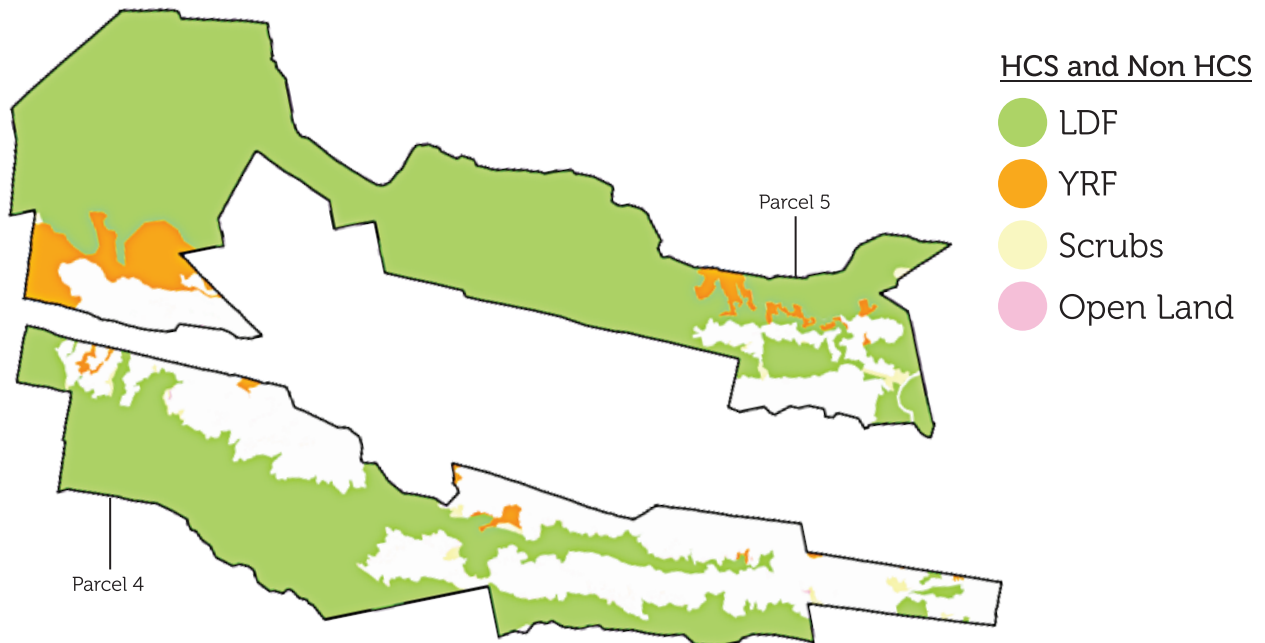 HCS and Non HCS
LDF
YRF
Scrubs
Open Land
Parcel 5
Parcel 4